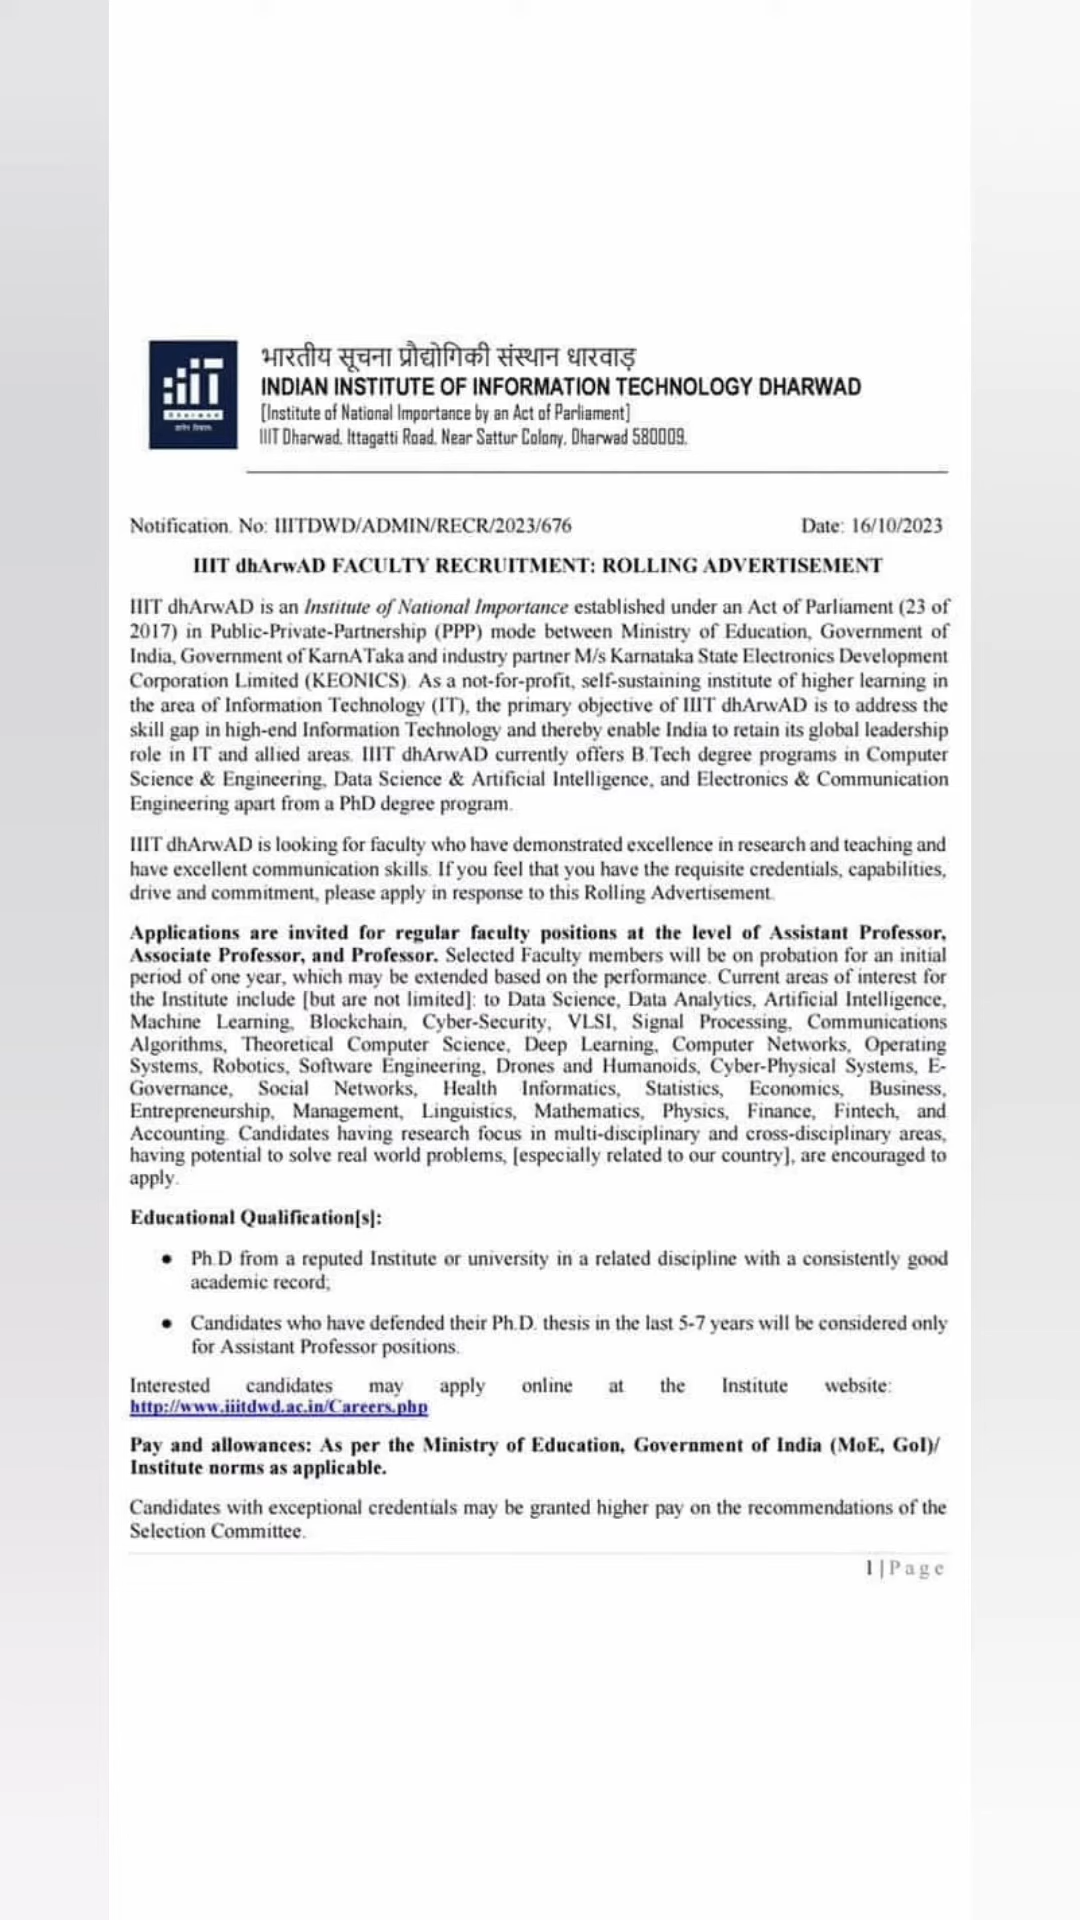 भारतीय सूचना प्रौद्योगिकी संस्थान धारवाड़
INDIAN INSTITUTE OF INFORMATION TECHNOLOGY DHARWAD
[Institute of National Importance by an Act of Parliament]
IIIT Dharwad, Ittagatti Road, Near Sattur Colony, Dharwad 580009.
Dharwad
Notification. No: IIITDWD/ADMIN/RECR/2023/676 Date: 16/10/2023
IIIT dhArwAD FACULTY RECRUITMENT: ROLLING ADVERTISEMENT
IIIT dhArwAD is an Institute of National Importance established under an Act of Parliament (23 of
2017) in Public-Private-Partnership (PPP) mode between Ministry of Education, Government of
India, Government of KarnATaka and industry partner M/s Karnataka State Electronics Development
Corporation Limited (KEONICS). As a not-for-profit, self-sustaining institute of higher learning in
the area of Information Technology (IT), the primary objective of IIIT dhArwAD is to address the
skill gap in high-end Information Technology and thereby enable India to retain its global leadership
role in IT and allied areas. IIIT dhArwAD currently offers B.Tech degree programs in Computer
Science & Engineering, Data Science & Artificial Intelligence, and Electronics & Communication
Engineering apart from a PhD degree program.
IIIT dhArwAD is looking for faculty who have demonstrated excellence in research and teaching and
have excellent communication skills. If you feel that you have the requisite credentials, capabilities,
drive and commitment, please apply in response to this Rolling Advertisement.
Applications are invited for regular faculty positions at the level of Assistant Professor,
Associate Professor, and Professor. Selected Faculty members will be on probation for an initial
period of one year, which may be extended based on the performance. Current areas of interest for
the Institute include [but are not limited]: to Data Science, Data Analytics, Artificial Intelligence,
Machine Learning, Blockchain, Cyber-Security, VLSI, Signal Processing, Communications
Algorithms, Theoretical Computer Science, Deep Learning, Computer Networks, Operating
Systems, Robotics, Software Engineering, Drones and Humanoids, Cyber-Physical Systems, E-
Governance, Social Networks, Health Informatics, Statistics, Economics, Business,
Entrepreneurship, Management, Linguistics, Mathematics, Physics, Finance, Fintech, and
Accounting. Candidates having research focus in multi-disciplinary and cross-disciplinary areas,
having potential to solve real world problems, [especially related to our country], are encouraged to
apply.
Educational Qualification[s]:
● Ph.D from a reputed Institute or university in a related discipline with a consistently good
academic record;
● Candidates who have defended their Ph.D. thesis in the last 5-7 years will be considered only
for Assistant Professor positions.
Interested candidates may apply online at the Institute website:
http://www.iiitdwd.ac.in/Careers.php
Pay and allowances: As per the Ministry of Education, Government of India (MoE, GoI)/
Institute norms as applicable.
Candidates with exceptional credentials may be granted higher pay on the recommendations of the
Selection Committee.
1 | Page